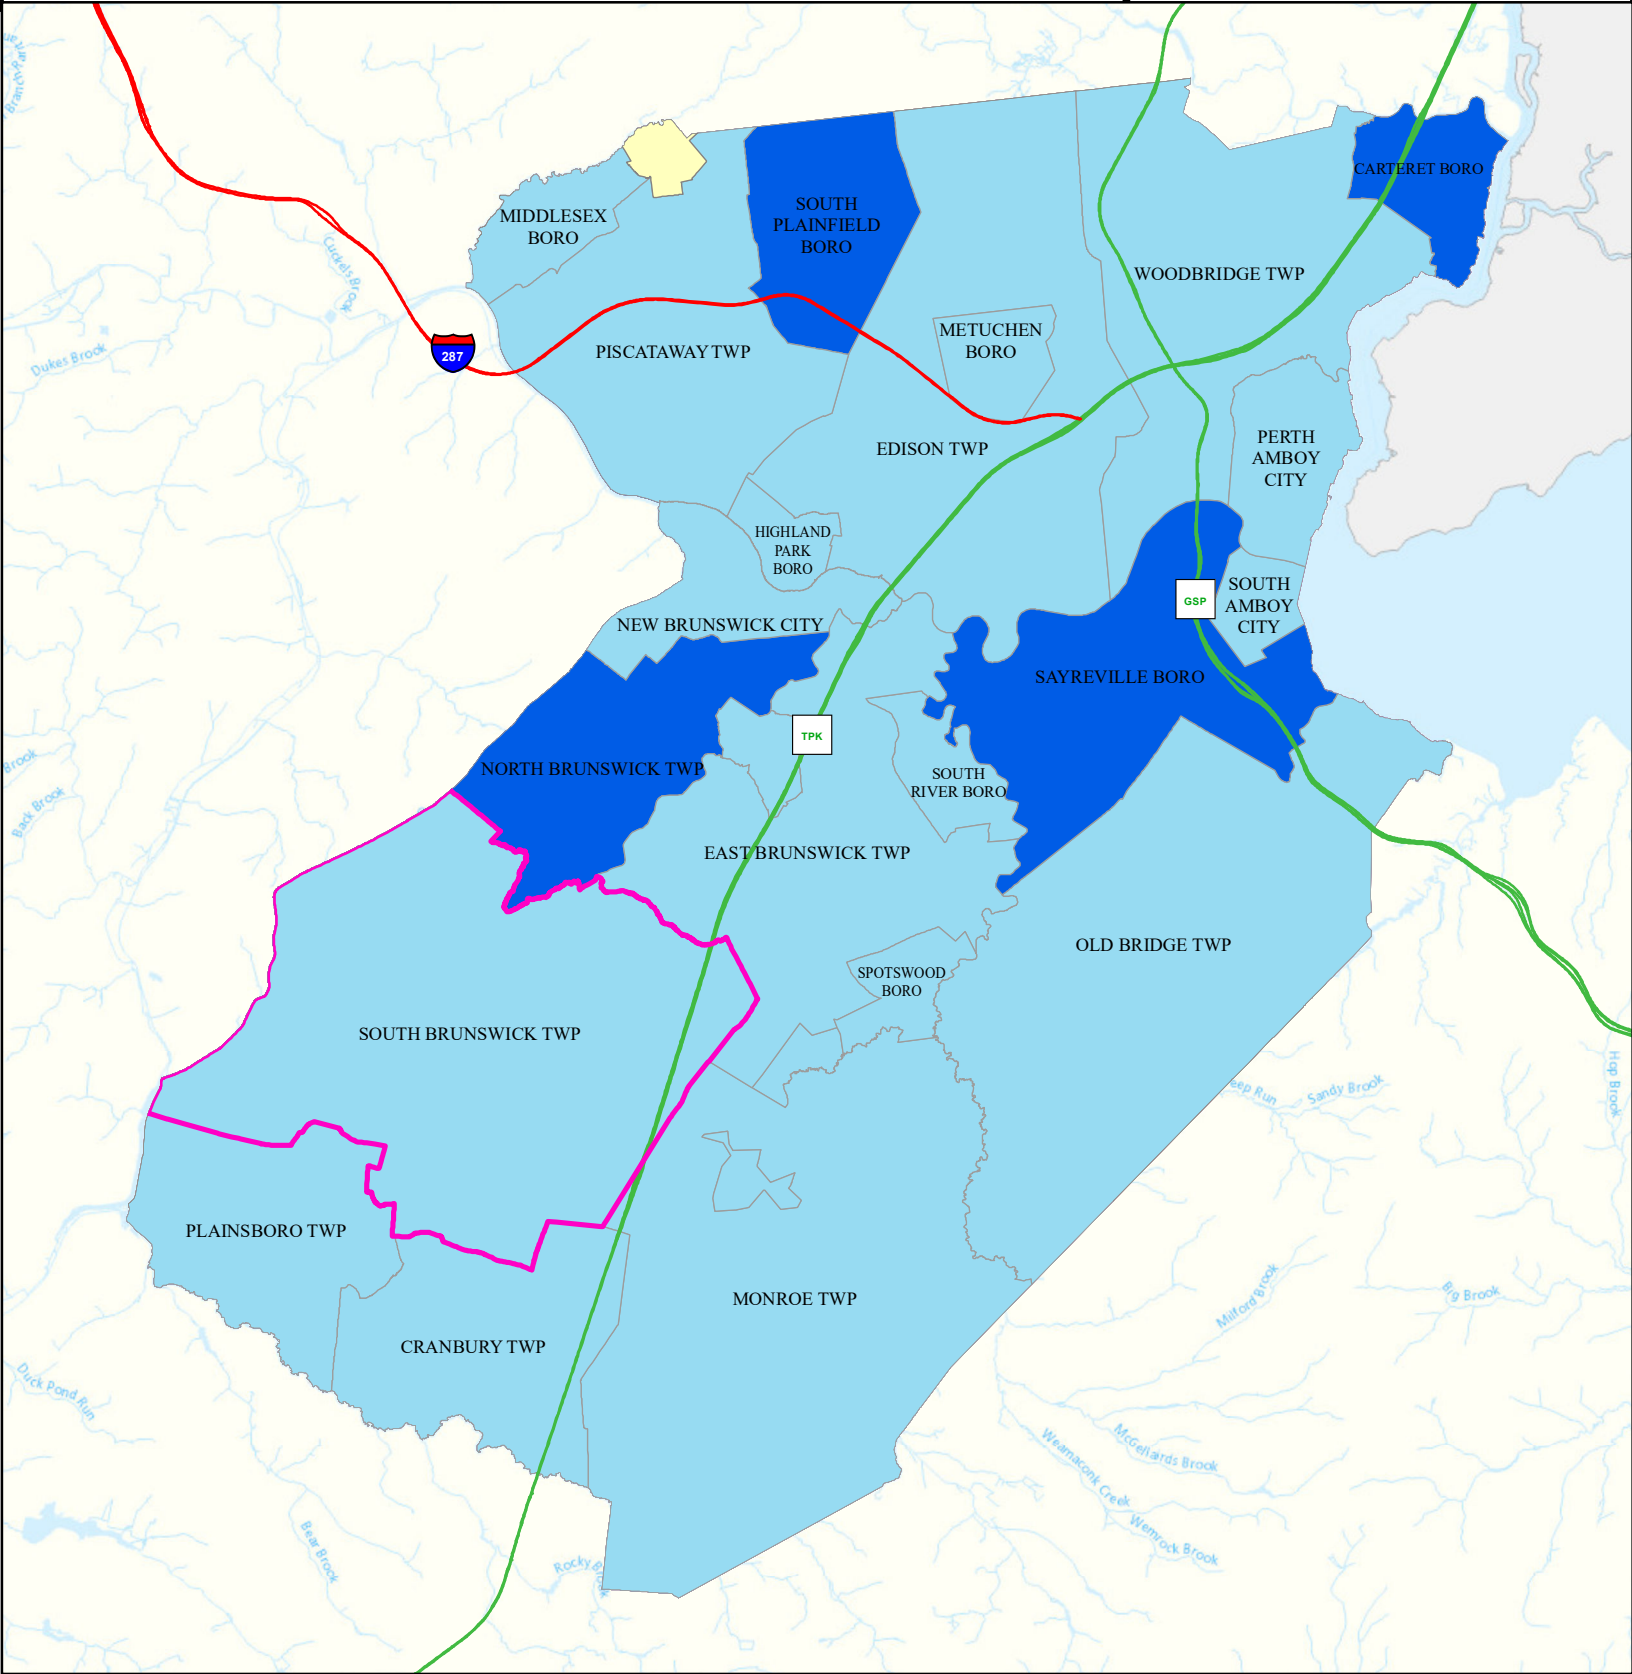 Cuckels Brook
Dukes Brook
Brook
Back Brook
287
MIDDLESEX
BORO
SOUTH
PLAINFIELD
BORO
CARTERET BORO
WOODBRIDGE TWP
PISCATAWAY TWP
METUCHEN
BORO
EDISON TWP
PERTH
AMBOY
CITY
HIGHLAND
PARK
BORO
GSP
SOUTH
AMBOY
CITY
NEW BRUNSWICK CITY
SAYREVILLE BORO
TPK
NORTH BRUNSWICK TWP
SOUTH
RIVER BORO
EAST BRUNSWICK TWP
OLD BRIDGE TWP
SPOTSWOOD
BORO
SOUTH BRUNSWICK TWP
eep Run
Sandy Brook
Hop Brook
PLAINSBORO TWP
MONROE TWP
Milford Brook
Big Brook
CRANBURY TWP
Duck Pond Run
McGellairds Brook
Weamaconk Creek
Wemrock Brook
Bear Brook
Rocky Brook